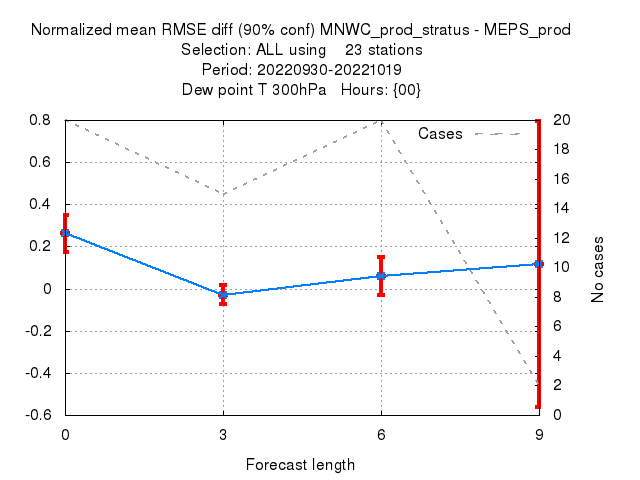 Normalized mean RMSE diff (90% conf) MNWC_prod_stratus - MEPS_prod
Selection: ALL using    23 stations
Period: 20220930-20221019
Dew point T 300hPa   Hours: {00}
Cases
0.8
0.6
0.4
0.2
0
-0.2
-0.4
-0.6
20
18
16
14
12
10
8
6
4
2
0
No cases
0 3 6 9
Forecast length